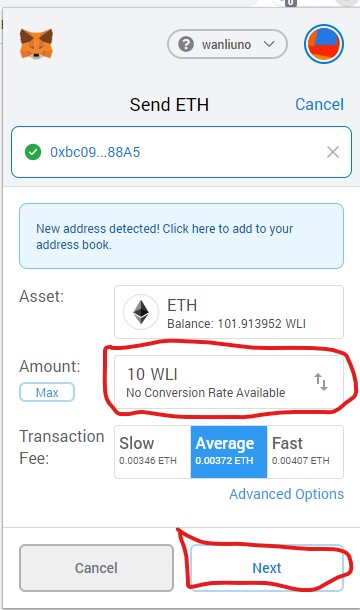 wanliuno
Send ETH
Cancel
0xbc09...88A5
New address detected! Click here to add to your
address book.
Asset:
ETH
Balance: 101.913952 WLI
Amount:
Max
10 WLI
No Conversion Rate Available
Transaction
Fee:
Slow
0.00346 ETH
Average
0.00372 ETH
Fast
0.00407 ETH
Advanced Options
Cancel
Next